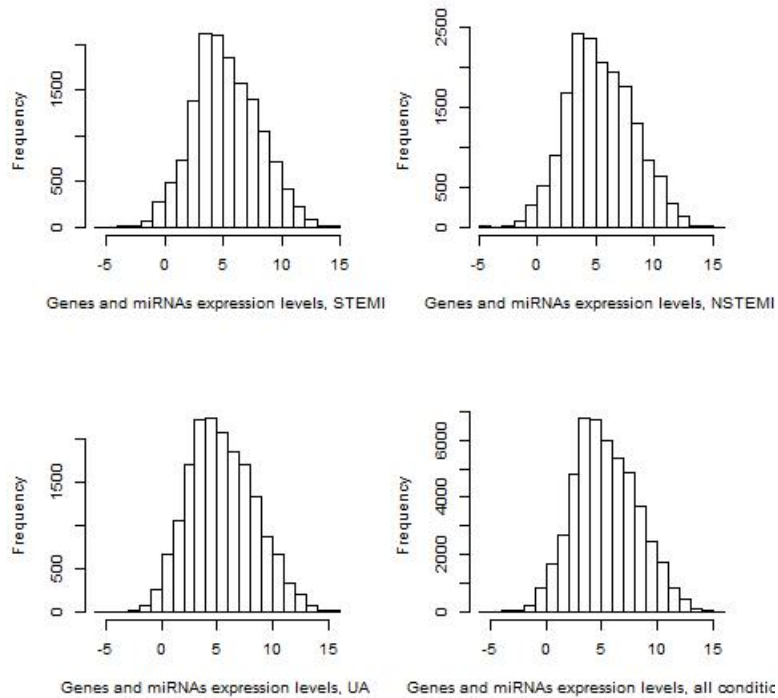 Frequency
1500
500
0
-5 0 5 10 15
Genes and miRNAs expression levels, STEMI
Frequency
2500
1500
500
0
-5 0 5 10 15
Genes and miRNAs expression levels, NSTEMI
Frequency
1500
500
0
-5 0 5 10 15
Genes and miRNAs expression levels, UA
Frequency
6000
4000
2000
0
-5 0 5 10 15
Genes and miRNAs expression levels, all conditio